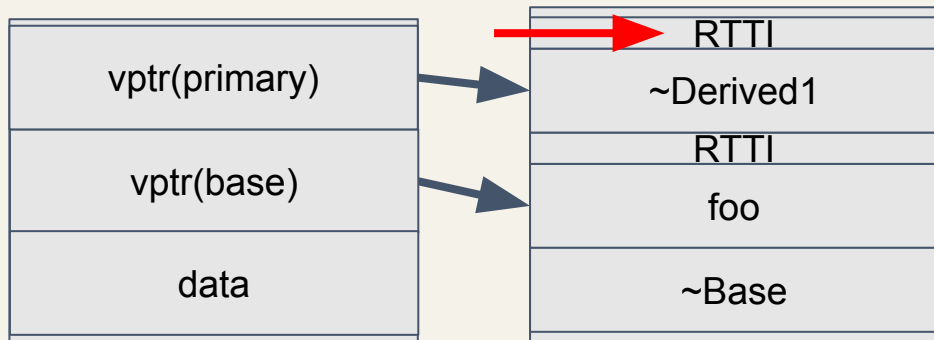 vptr(primary)
vptr(base)
data
RTTI
~Derived1
RTTI
foo
~Base